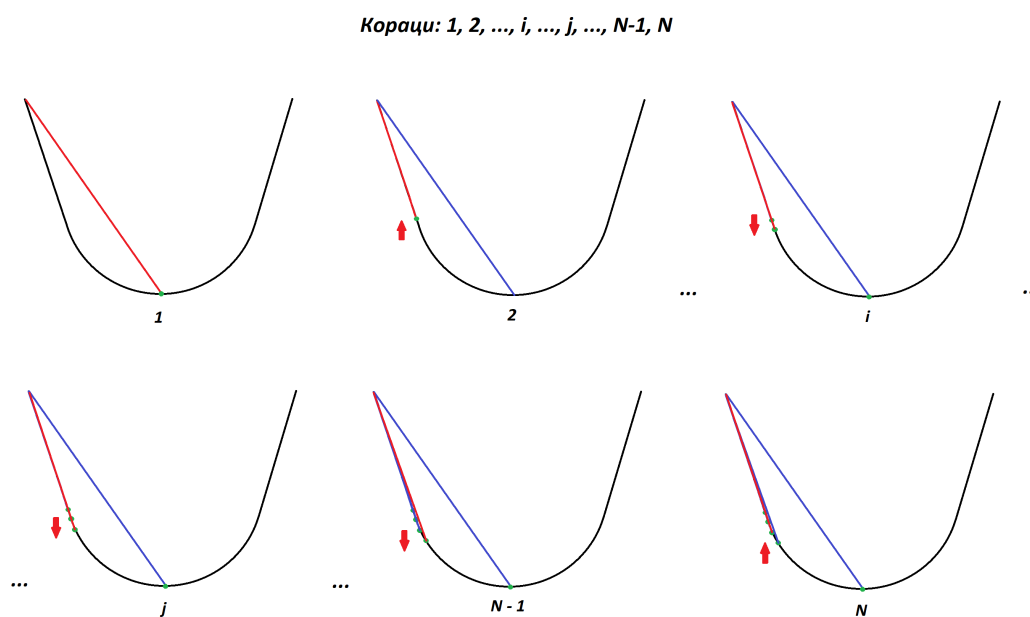 Кораци: 1, 2, ..., i, ..., j, ..., N-1, N
1
2
...
i
..
...
j
...
N - 1
N